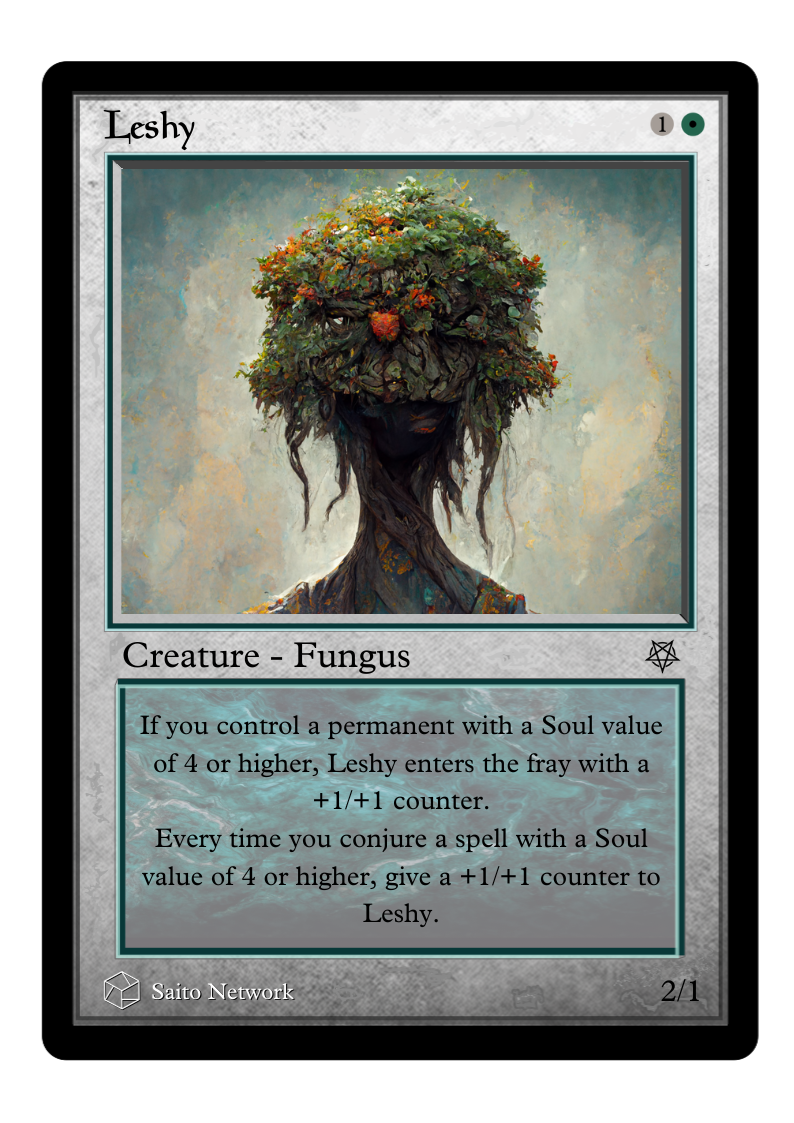 Leshy
1
Creature - Fungus
If you control a permanent with a Soul value
of 4 or higher, Leshy enters the fray with a
+1/+1 counter.
Every time you conjure a spell with a Soul
value of 4 or higher, give a +1/+1 counter to
Leshy.
Saito Network
2/1